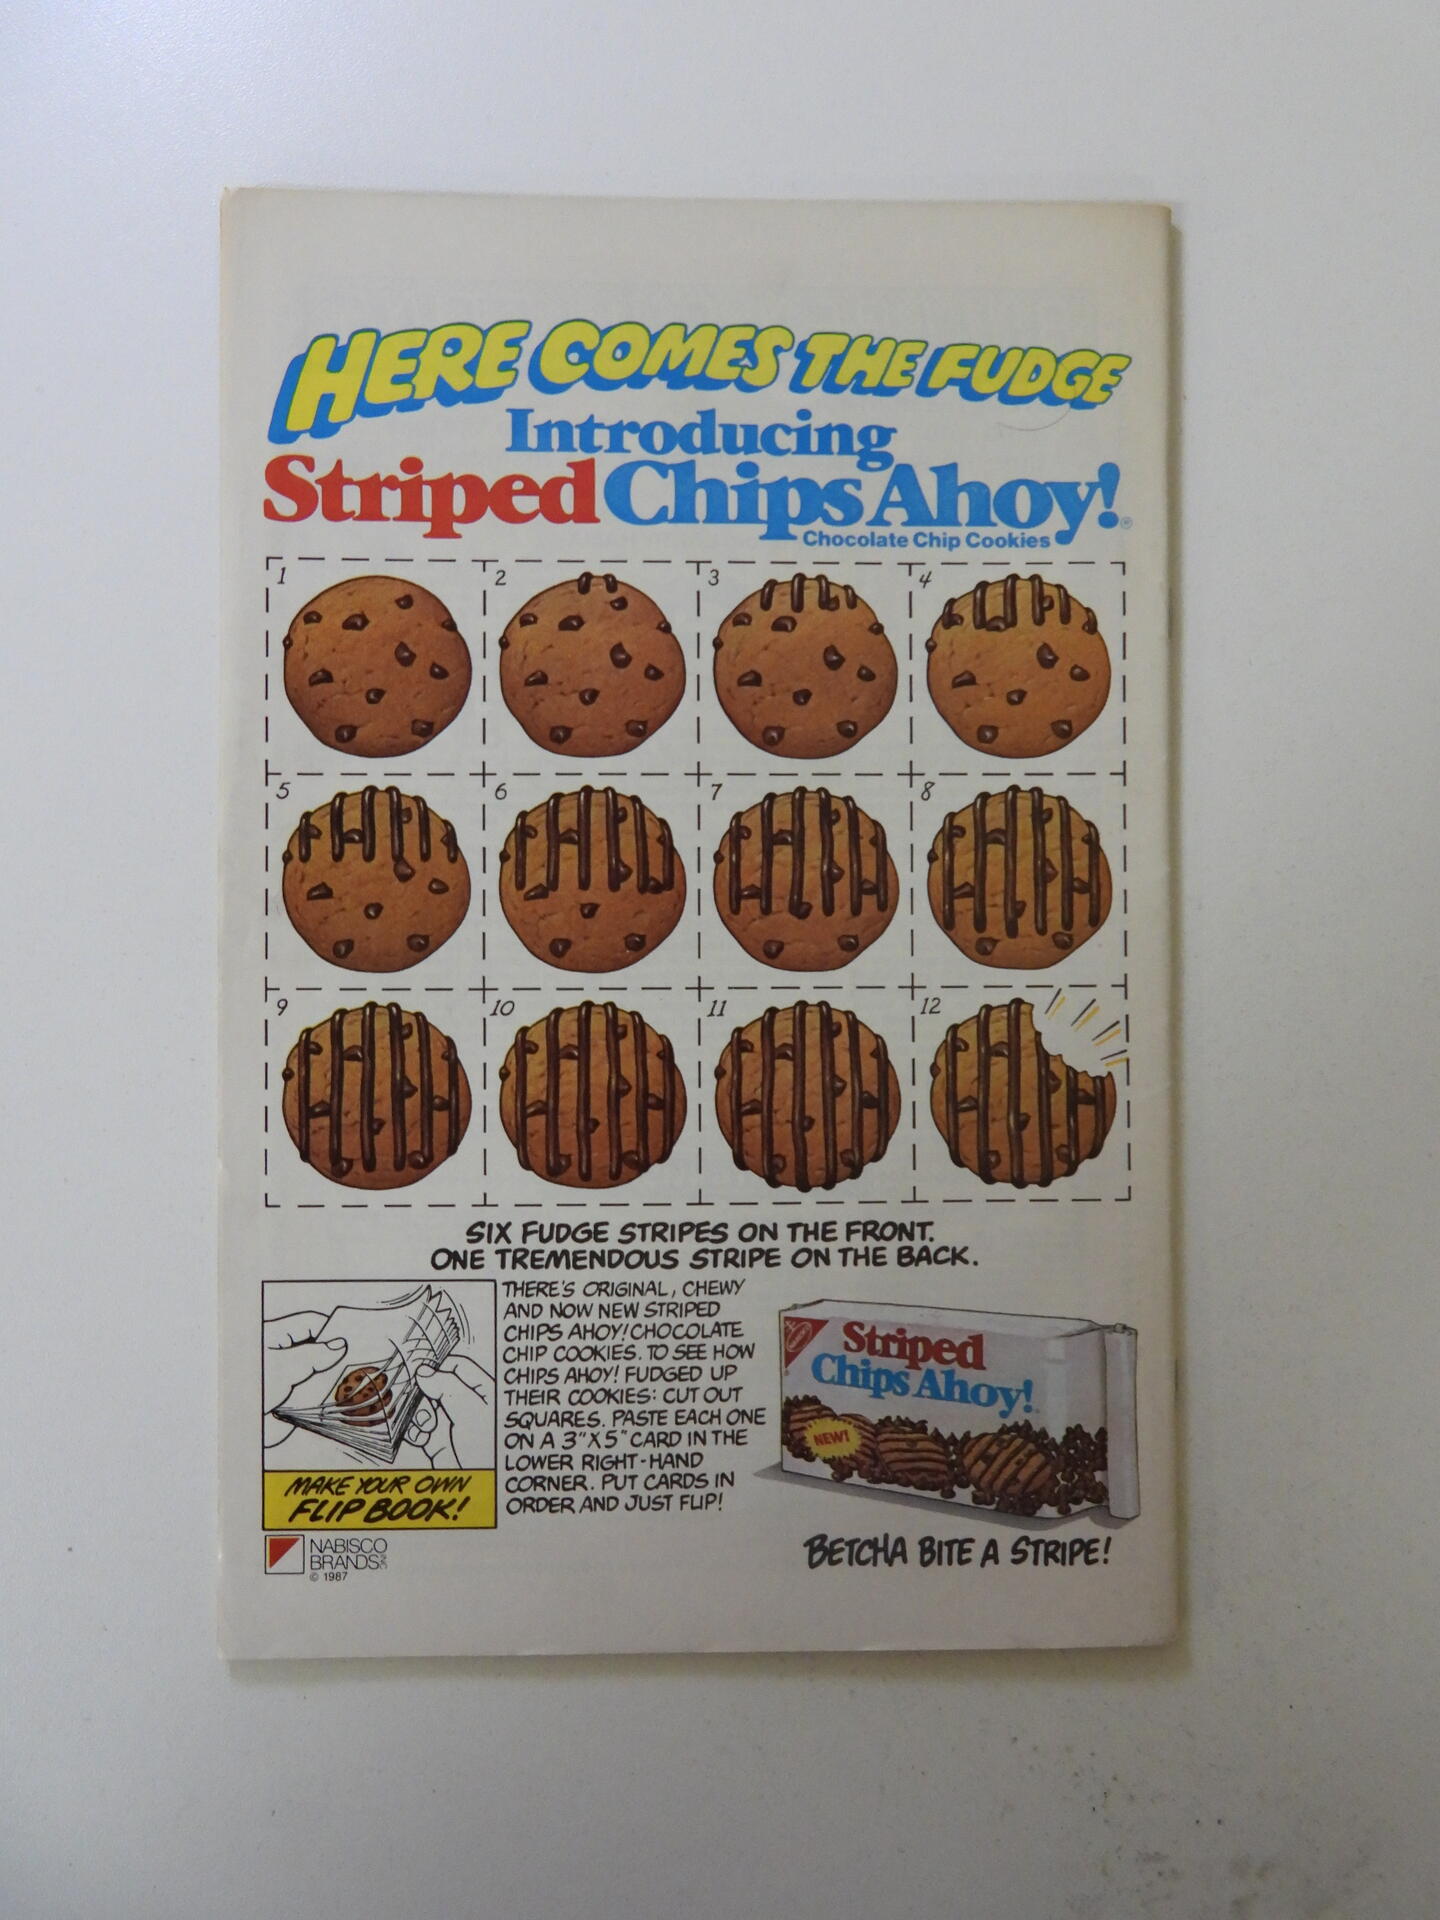 HERE COMES THE FUDGE
Introducing
Striped Chips Ahoy!®
Chocolate Chip Cookies
1
2
3
4
5
6
7
8
9
10
11
12
SIX FUDGE STRIPES ON THE FRONT.
ONE TREMENDOUS STRIPE ON THE BACK.
THERE'S ORIGINAL, CHEWY
AND NOW NEW STRIPED
CHIPS AHOY! CHOCOLATE
CHIP COOKIES. TO SEE HOW
CHIPS AHOY! FUDGED UP
THEIR COOKIES: CUT OUT
SQUARES. PASTE EACH ONE
ON A 3" X 5" CARD IN THE
LOWER RIGHT-HAND
CORNER. PUT CARDS IN
ORDER AND JUST FLIP!
MAKE YOUR OWN
FLIP BOOK!
Striped
Chips Ahoy!
NEW!
BETCHA BITE A STRIPE!
NABISCO
BRANDS INC
© 1987